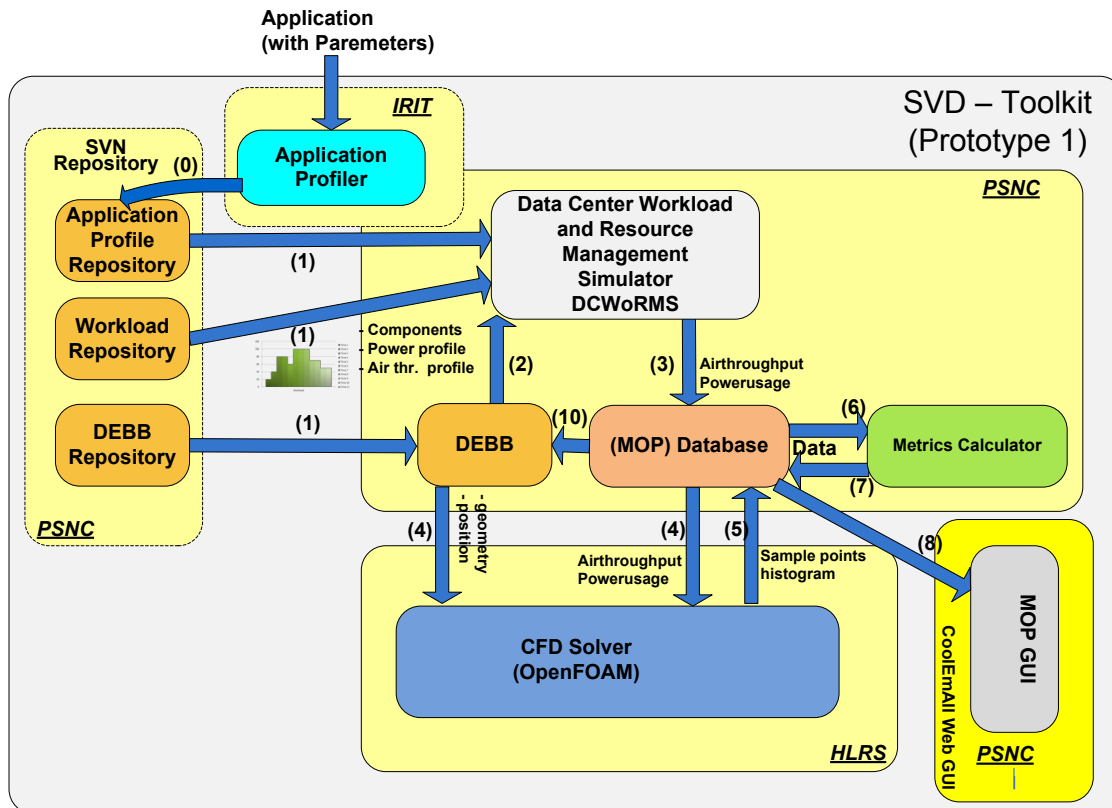 Application
(with Paremeters)
SVD – Toolkit
(Prototype 1)
IRIT
SVN
Repository
(0)
Application
Profiler
PSNC
Application
Profile
Repository
(1)
Data Center Workload
and Resource
Management
Simulator
DCWoRMS
Workload
Repository
(1)
- Components
- Power profile
- Air thr. profile
(2)
(3)
Airthroughput
Powerusage
DEBB
Repository
(1)
DEBB
(10)
(MOP) Database
(6)
Data
(7)
Metrics Calculator
PSNC
(4)
- geometry
- position
(4)
Airthroughput
Powerusage
(5)
Sample points
histogram
(8)
CFD Solver
(OpenFOAM)
HLRS
CoolEmAll Web GUI
MOP GUI
PSNC